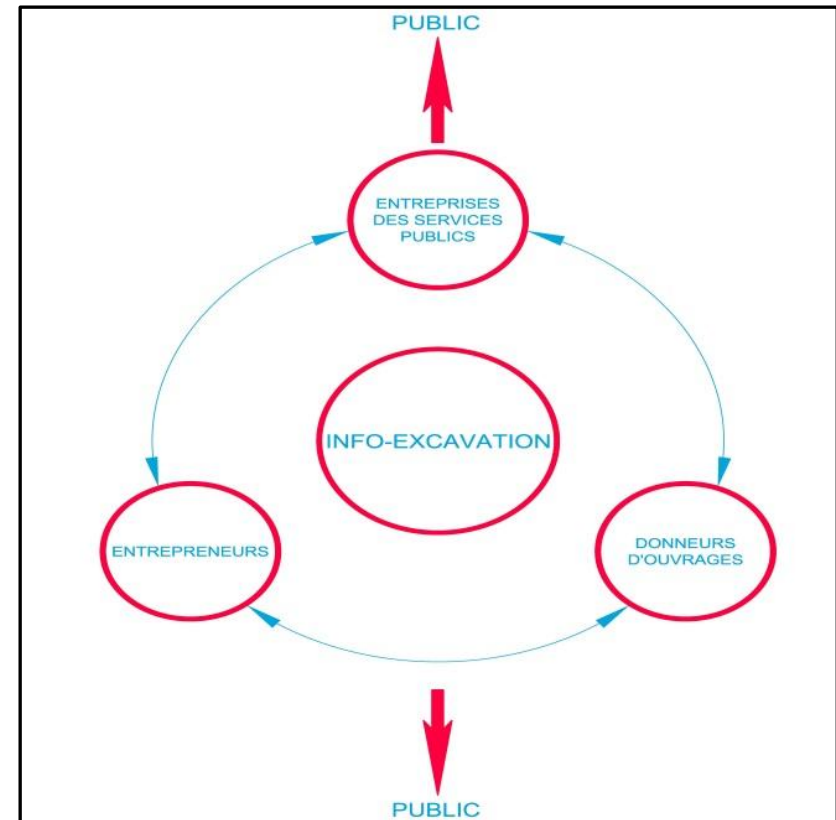 PUBLIC
ENTREPRISES
DES SERVICES
PUBLICS
INFO-EXCAVATION
ENTREPRENEURS
DONNEURS
D'OUVRAGES
PUBLIC